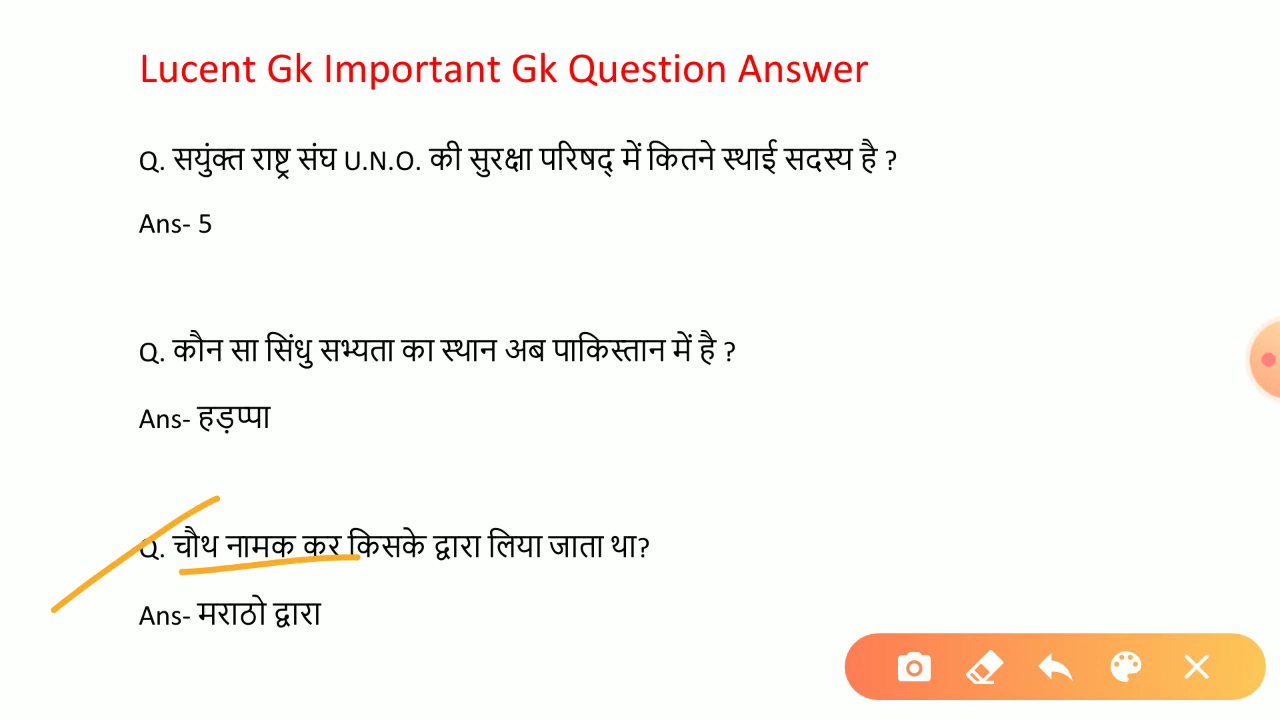 Lucent Gk Important Gk Question Answer
Q. सयुंक्त राष्ट्र संघ U.N.O. की सुरक्षा परिषद् में कितने स्थाई सदस्य है ?
Ans- 5
Q. कौन सा सिंधु सभ्यता का स्थान अब पाकिस्तान में है ?
Ans- हड़प्पा
Q. चौथ नामक कर किसके द्वारा लिया जाता था?
Ans- मराठो द्वारा